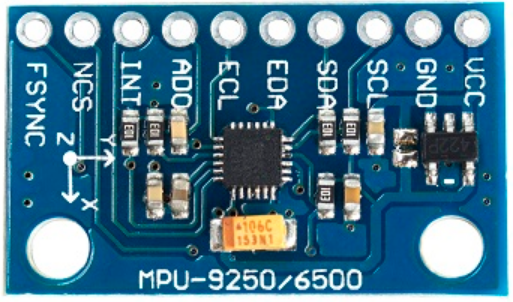 FSYNC
NCS
INT
ADO
ECL
EDA
SDA
SCL
GND
VCC
Z
Y
X
106C
153N1
MPU-9250/6500